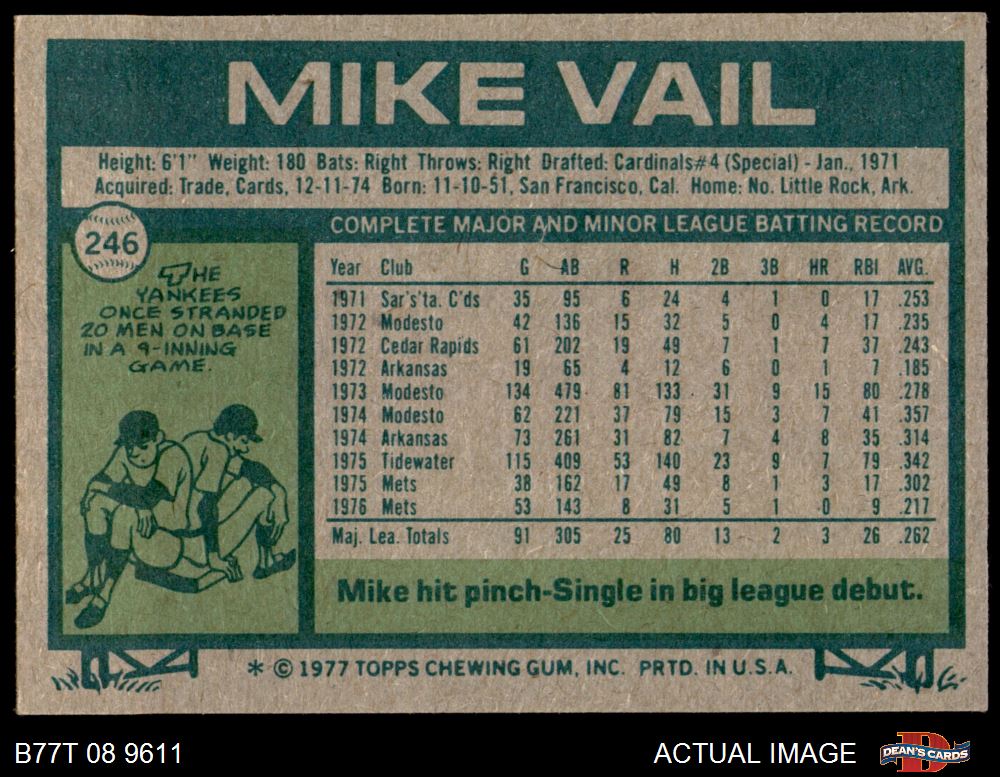 MIKE VAIL
Height: 6'1" Weight: 180 Bats: Right Throws: Right Drafted: Cardinals#4 (Special) - Jan., 1971
Acquired: Trade, Cards, 12-11-74 Born: 11-10-51, San Francisco, Cal. Home: No. Little Rock, Ark.
246
THE
YANKEES
ONCE STRANDED
20 MEN ON BASE
IN A 9-INNING
GAME.
COMPLETE MAJOR AND MINOR LEAGUE BATTING RECORD
Year Club G AB R H 2B 3B HR RBI AVG.
1971 Sar's'ta. C'ds 35 95 6 24 4 1 0 17 .253
1972 Modesto 42 136 15 32 5 0 4 17 .235
1972 Cedar Rapids 61 202 19 49 7 1 7 37 .243
1972 Arkansas 19 65 4 12 6 0 1 7 .185
1973 Modesto 134 479 81 133 31 9 15 80 .278
1974 Modesto 62 221 37 79 15 3 7 41 .357
1974 Arkansas 73 261 31 82 7 4 8 35 .314
1975 Tidewater 115 409 53 140 23 9 7 79 .342
1975 Mets 38 162 17 49 8 1 3 17 .302
1976 Mets 53 143 8 31 5 1 0 9 .217
Maj. Lea. Totals 91 305 25 80 13 2 3 26 .262
Mike hit pinch-Single in big league debut.
* © 1977 TOPPS CHEWING GUM, INC. PRTD. IN U.S.A.
B77T 08 9611
ACTUAL IMAGE
DEAN'S CARDS